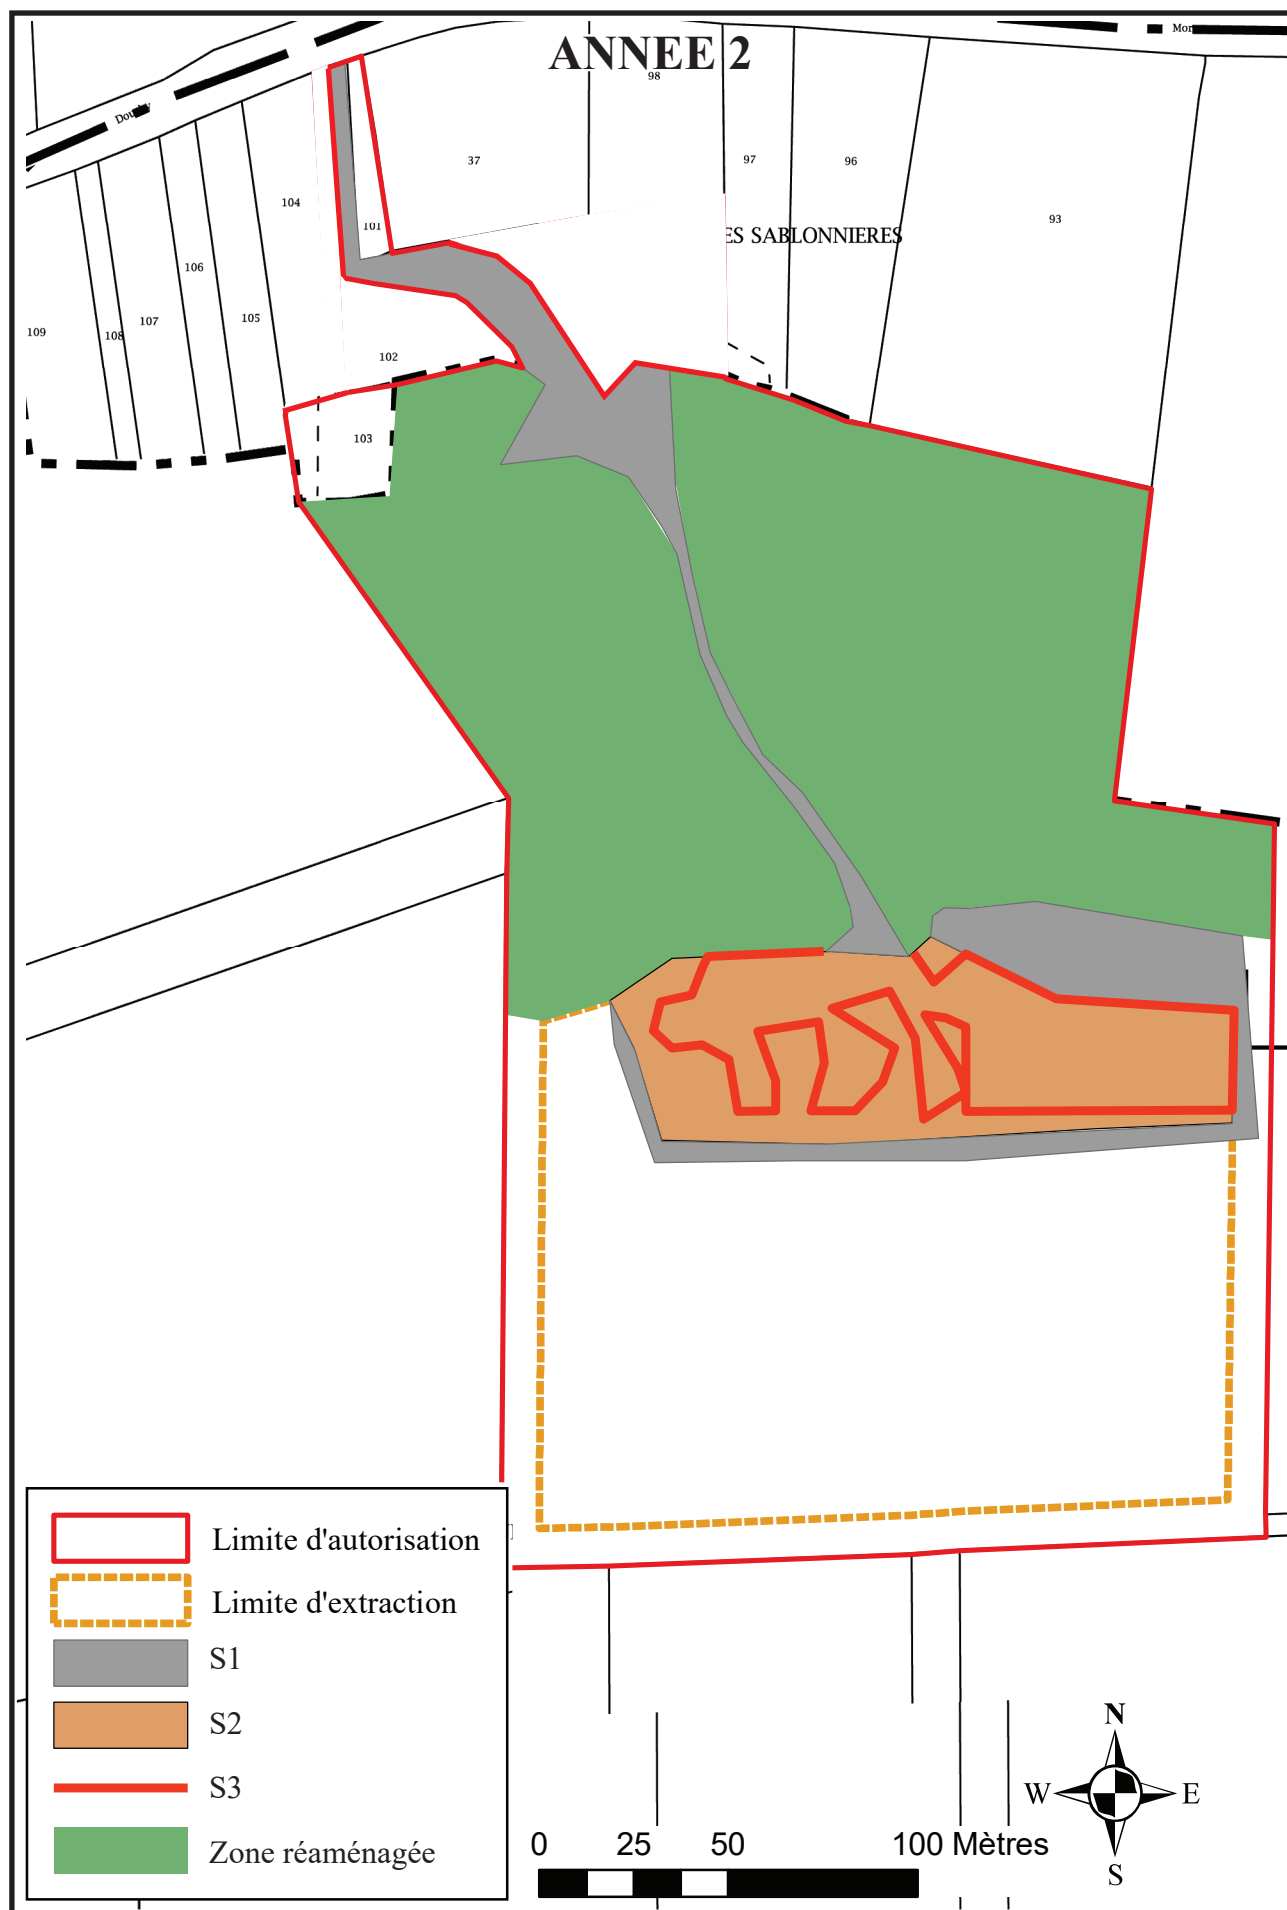 ANNEE 2
98
37
97
96
93
104
101
ES SABLONNIERES
106
107
105
108
109
102
103
Limite d'autorisation
Limite d'extraction
S1
S2
S3
Zone réaménagée
0 25 50 100 Mètres
N
W E
S